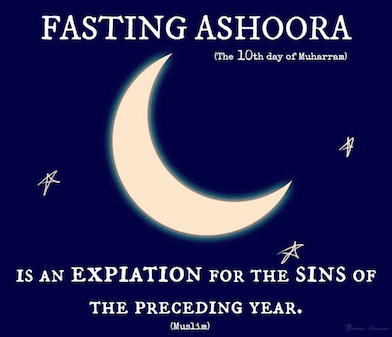 FASTING ASHOORA
(The 10th day of Muharram)
IS AN EXPIATION FOR THE SINS OF
THE PRECEDING YEAR.
(Muslim)